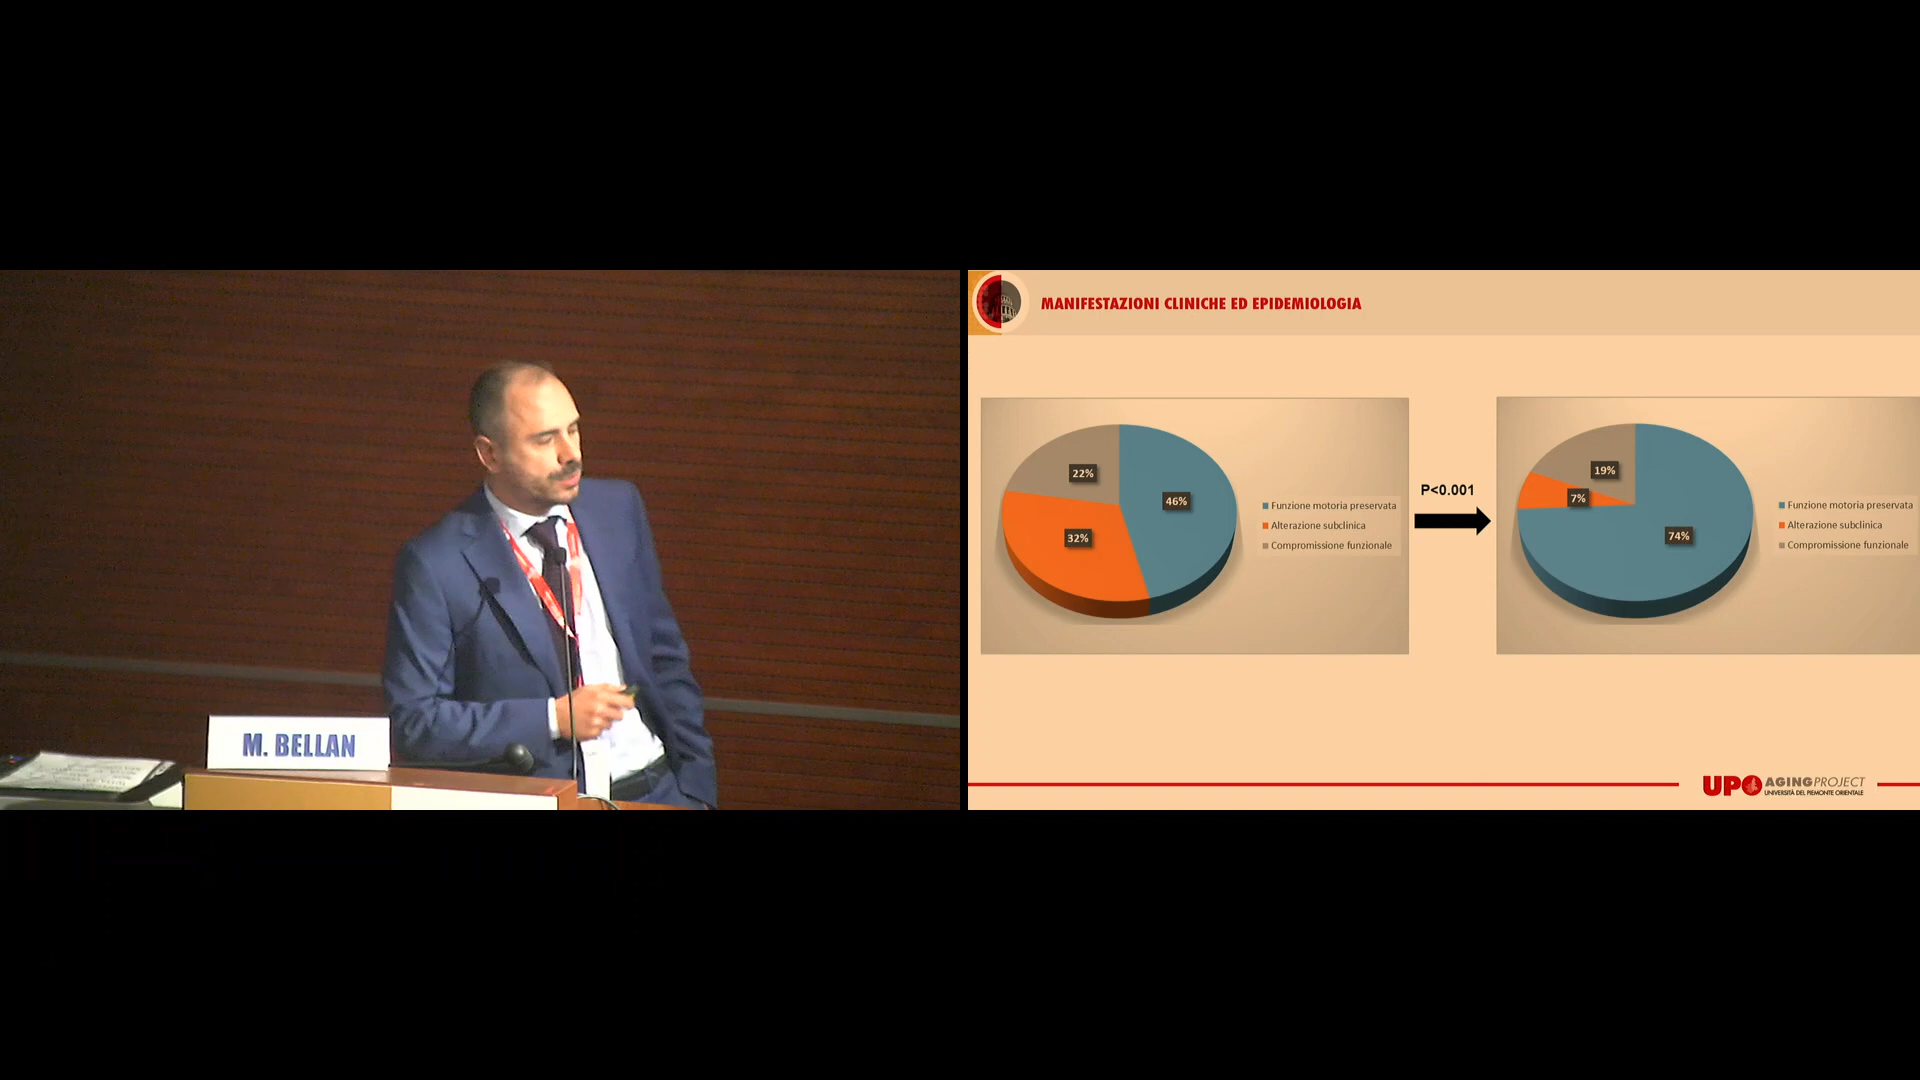 M. BELLAN
MANIFESTAZIONI CLINICHE ED EPIDEMIOLOGIA
22%
46%
32%
Funzione motoria preservata
Alterazione subclinica
Compromissione funzionale
P<0.001
19%
7%
74%
Funzione motoria preservata
Alterazione subclinica
Compromissione funzionale
UPO AGINGPROJECT
UNIVERSITÀ DEL PIEMONTE ORIENTALE